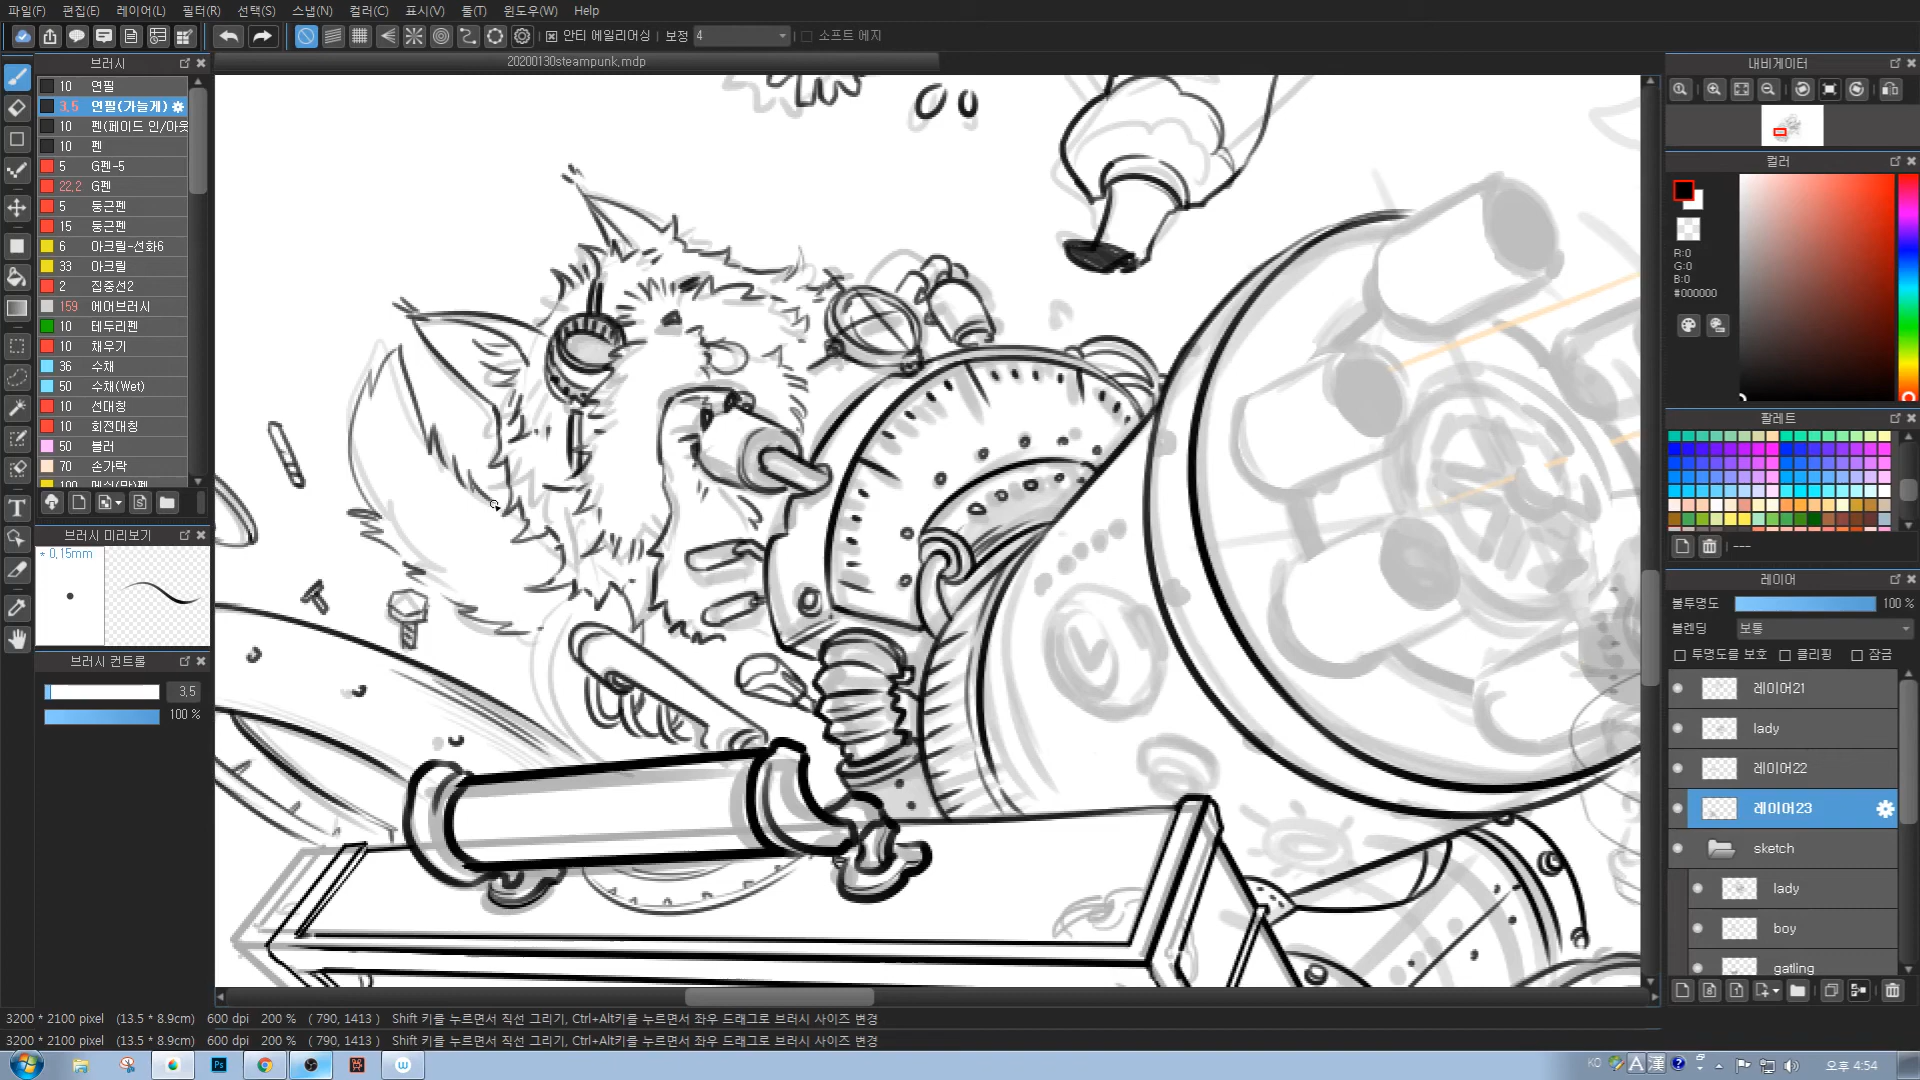 파일(F) 편집(E) 레이어(L) 필터(R) 선택(S) 스냅(N) 컬러(C) 표시(V) 툴(T) 윈도우(W) Help
안티 에일리어싱 보정 4 소프트 에지
브러시
20200130steampunk.mdp
내비게이터
10 연필
3.5 연필(가늘게)
10 펜(페이드 인/아웃
10 펜
5 G펜-5
22.2 G펜
5 둥근펜
15 둥근펜
6 아크릴-선화6
33 아크릴
2 집중선2
159 에어브러시
10 테두리펜
10 채우기
36 수채
50 수채(Wet)
10 선대칭
10 회전대칭
50 블러
70 손가락
브러시 미리보기
* 0.15mm
브러시 컨트롤
3.5
100 %
컬러
R:0
G:0
B:0
#000000
팔레트
---
레이어
불투명도 100 %
블렌딩 보통
투명도를 보호 클리핑 잠금
레이어21
lady
레이어22
레이어23
sketch
lady
boy
gatling
3200 * 2100 pixel (13.5 * 8.9cm) 600 dpi 200 % ( 790, 1413 ) Shift 키를 누르면서 직선 그리기, Ctrl+Alt키를 누르면서 좌우 드래그로 브러시 사이즈 변경
3200 * 2100 pixel (13.5 * 8.9cm) 600 dpi 200 % ( 790, 1413 ) Shift 키를 누르면서 직선 그리기, Ctrl+Alt키를 누르면서 좌우 드래그로 브러시 사이즈 변경
Ps
KO A 漢 오후 4:54